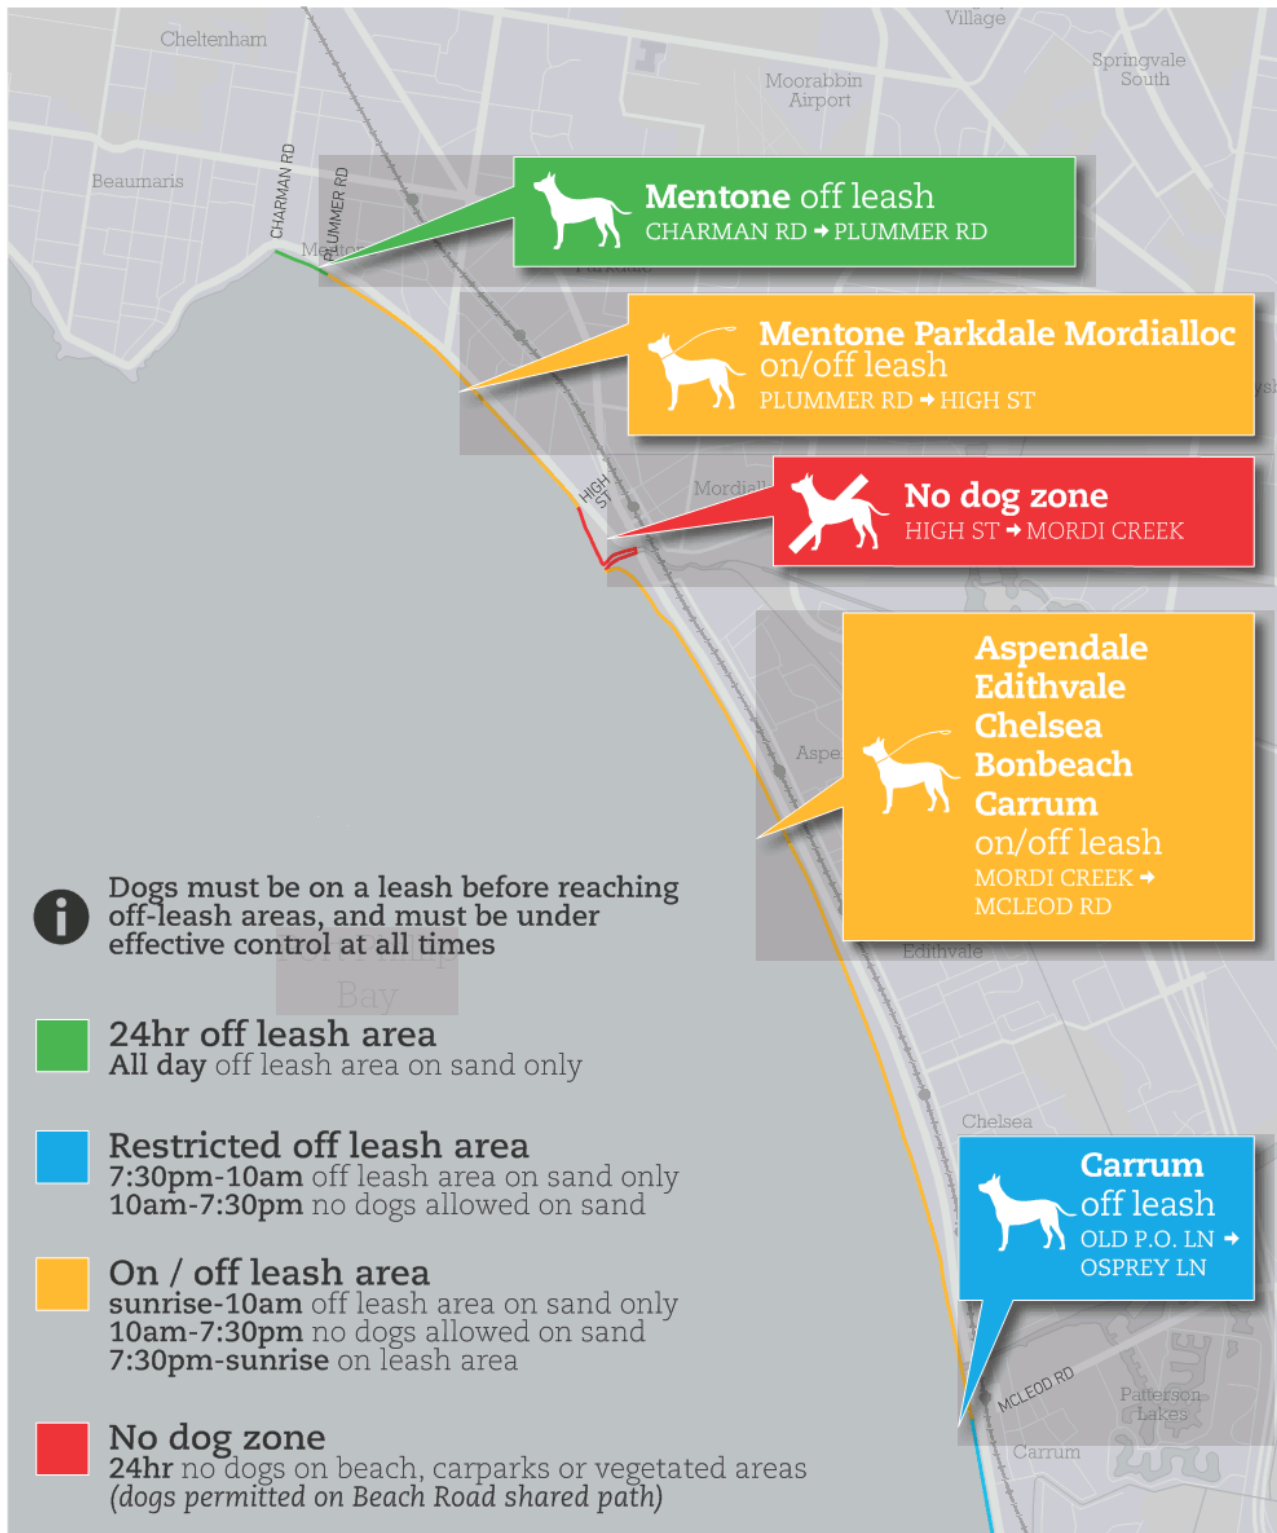 Cheltenham
Village
Springvale
South
Moorabbin
Airport
Beaumaris
CHARMAN RD
PLUMMER RD
Mentone off leash
CHARMAN RD → PLUMMER RD
Mentone Parkdale Mordialloc
on/off leash
PLUMMER RD → HIGH ST
HIGH
ST
No dog zone
HIGH ST → MORDI CREEK
Aspendale
Edithvale
Chelsea
Bonbeach
Carrum
on/off leash
MORDI CREEK →
MCLEOD RD
Edithvale
Dogs must be on a leash before reaching
off-leash areas, and must be under
effective control at all times
Port Phillip
Bay
24hr off leash area
All day off leash area on sand only
Chelsea
Restricted off leash area
7:30pm-10am off leash area on sand only
10am-7:30pm no dogs allowed on sand
Carrum
off leash
OLD P.O. LN →
OSPREY LN
On / off leash area
sunrise-10am off leash area on sand only
10am-7:30pm no dogs allowed on sand
7:30pm-sunrise on leash area
MCLEOD RD
Patterson
Lakes
Carrum
No dog zone
24hr no dogs on beach, carparks or vegetated areas
(dogs permitted on Beach Road shared path)